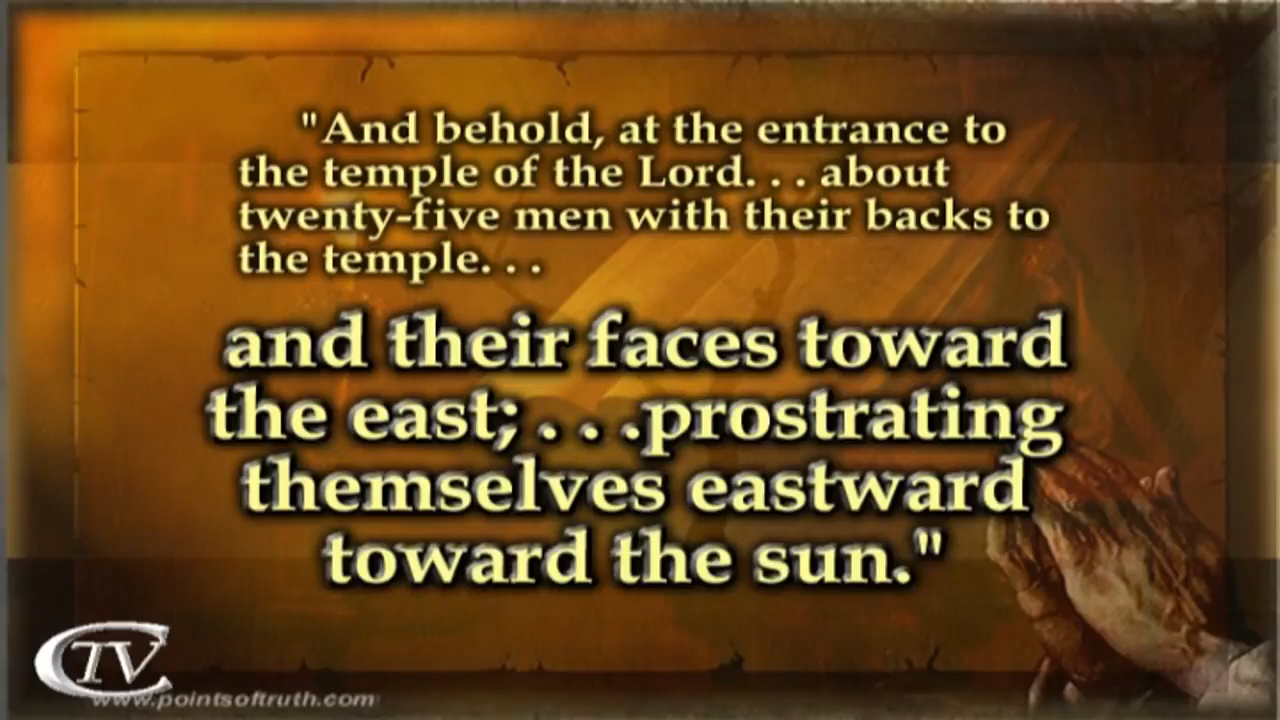 "And behold, at the entrance to
the temple of the Lord. . . about
twenty-five men with their backs to
the temple. . .
and their faces toward
the east; . . .prostrating
themselves eastward
toward the sun."
CTV
www.pointsoftruth.com